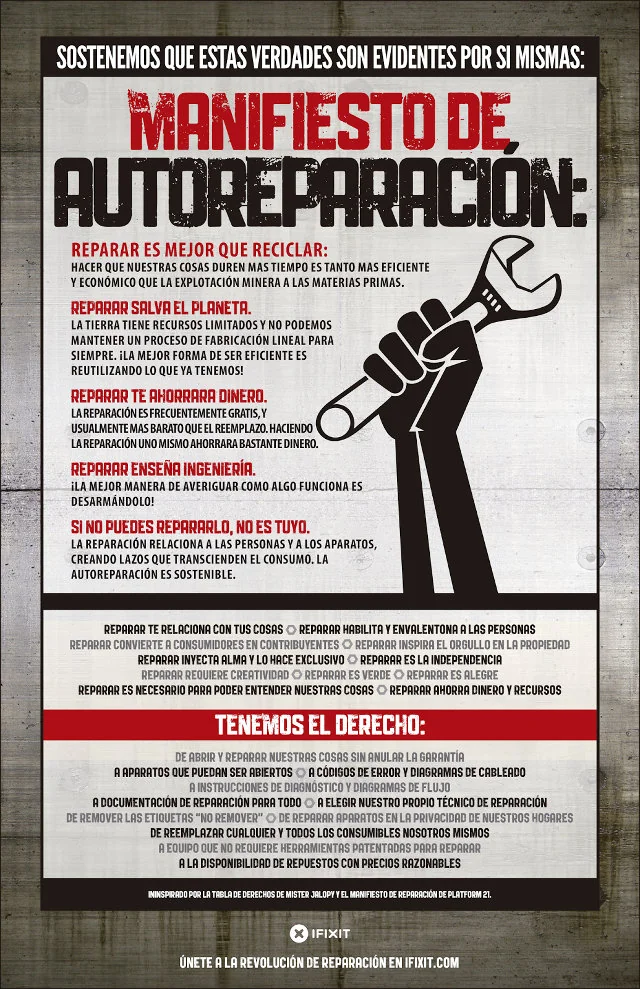 SOSTENEMOS QUE ESTAS VERDADES SON EVIDENTES POR SI MISMAS:
MANIFIESTO DE
AUTOREPARACIÓN:
REPARAR ES MEJOR QUE RECICLAR:
HACER QUE NUESTRAS COSAS DUREN MAS TIEMPO ES TANTO MAS EFICIENTE
Y ECONÓMICO QUE LA EXPLOTACIÓN MINERA A LAS MATERIAS PRIMAS.
REPARAR SALVA EL PLANETA.
LA TIERRA TIENE RECURSOS LIMITADOS Y NO PODEMOS
MANTENER UN PROCESO DE FABRICACIÓN LINEAL PARA
SIEMPRE. ¡LA MEJOR FORMA DE SER EFICIENTE ES
REUTILIZANDO LO QUE YA TENEMOS!
REPARAR TE AHORRARA DINERO.
LA REPARACIÓN ES FRECUENTEMENTE GRATIS, Y
USUALMENTE MAS BARATO QUE EL REEMPLAZO. HACIENDO
LA REPARACIÓN UNO MISMO AHORRARA BASTANTE DINERO.
REPARAR ENSEÑA INGENIERÍA.
¡LA MEJOR MANERA DE AVERIGUAR COMO ALGO FUNCIONA ES
DESARMÁNDOLO!
SI NO PUEDES REPARARLO, NO ES TUYO.
LA REPARACIÓN RELACIONA A LAS PERSONAS Y A LOS APARATOS,
CREANDO LAZOS QUE TRANSCIENDEN EL CONSUMO. LA
AUTOREPARACIÓN ES SOSTENIBLE.
REPARAR TE RELACIONA CON TUS COSAS REPARAR HABILITA Y ENVALENTONA A LAS PERSONAS
REPARAR CONVIERTE A CONSUMIDORES EN CONTRIBUYENTES REPARAR INSPIRA EL ORGULLO EN LA PROPIEDAD
REPARAR INYECTA ALMA Y LO HACE EXCLUSIVO REPARAR ES LA INDEPENDENCIA
REPARAR REQUIERE CREATIVIDAD REPARAR ES VERDE REPARAR ES ALEGRE
REPARAR ES NECESARIO PARA PODER ENTENDER NUESTRAS COSAS REPARAR AHORRA DINERO Y RECURSOS
TENEMOS EL DERECHO:
DE ABRIR Y REPARAR NUESTRAS COSAS SIN ANULAR LA GARANTÍA
A APARATOS QUE PUEDAN SER ABIERTOS A CÓDIGOS DE ERROR Y DIAGRAMAS DE CABLEADO
A INSTRUCCIONES DE DIAGNÓSTICO Y DIAGRAMAS DE FLUJO
A DOCUMENTACIÓN DE REPARACIÓN PARA TODO A ELEGIR NUESTRO PROPIO TÉCNICO DE REPARACIÓN
DE REMOVER LAS ETIQUETAS "NO REMOVER" DE REPARAR APARATOS EN LA PRIVACIDAD DE NUESTROS HOGARES
DE REEMPLAZAR CUALQUIER Y TODOS LOS CONSUMIBLES NOSOTROS MISMOS
A EQUIPO QUE NO REQUIERE HERRAMIENTAS PATENTADAS PARA REPARAR
A LA DISPONIBILIDAD DE REPUESTOS CON PRECIOS RAZONABLES
ININSPIRADO POR LA TABLA DE DERECHOS DE MISTER JALOPY Y EL MANIFIESTO DE REPARACIÓN DE PLATFORM 21.
IFIXIT
ÚNETE A LA REVOLUCIÓN DE REPARACIÓN EN IFIXIT.COM